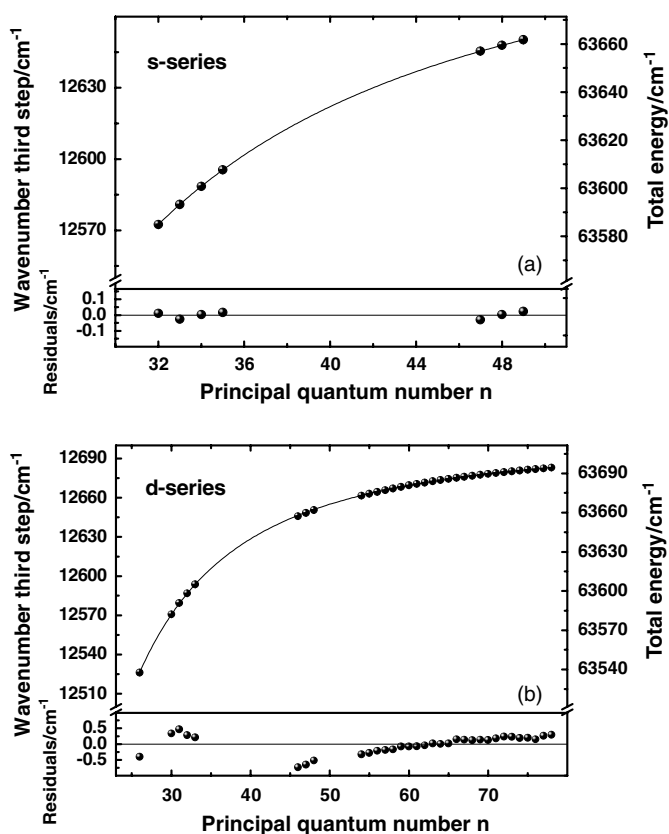 s-series
Wavenumber third step/cm-1
12630
12600
12570
63660
63640
63620
63600
63580
Total energy/cm-1
(a)
Residuals/cm-1
0.1
0.0
-0.1
32 36 40 44 48
Principal quantum number n
d-series
Wavenumber third step/cm-1
12690
12660
12630
12600
12570
12540
12510
63690
63660
63630
63600
63570
63540
Total energy/cm-1
(b)
Residuals/cm-1
0.5
0.0
-0.5
30 40 50 60 70
Principal quantum number n